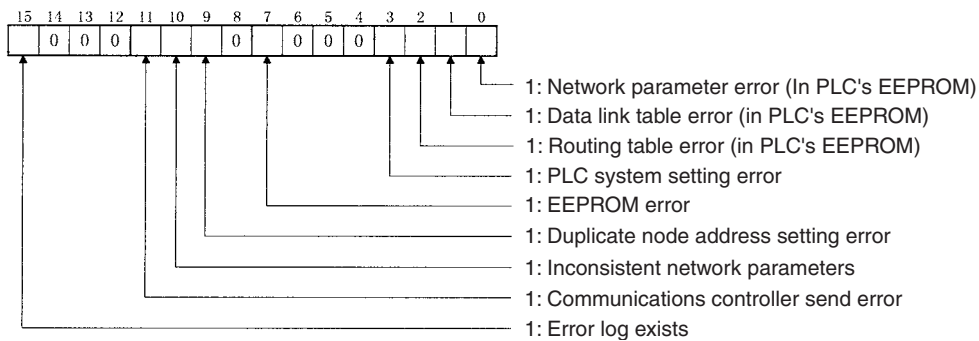 15 14 13 12 11 10 9 8 7 6 5 4 3 2 1 0
0 0 0 0 0 0 0
1: Network parameter error (In PLC's EEPROM)
1: Data link table error (in PLC's EEPROM)
1: Routing table error (in PLC's EEPROM)
1: PLC system setting error
1: EEPROM error
1: Duplicate node address setting error
1: Inconsistent network parameters
1: Communications controller send error
1: Error log exists